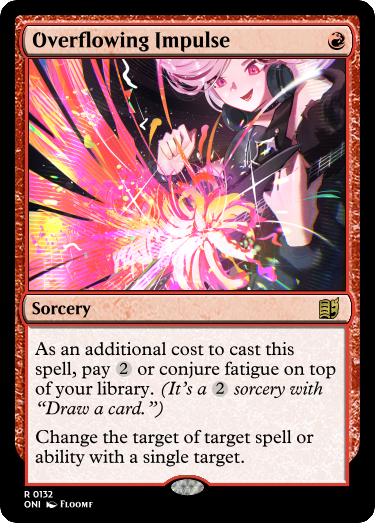 Overflowing Impulse
Sorcery
As an additional cost to cast this
spell, pay 2 or conjure fatigue on top
of your library. (It's a 2 sorcery with
“Draw a card.”)
Change the target of target spell or
ability with a single target.
R 0132
ONI Floomf